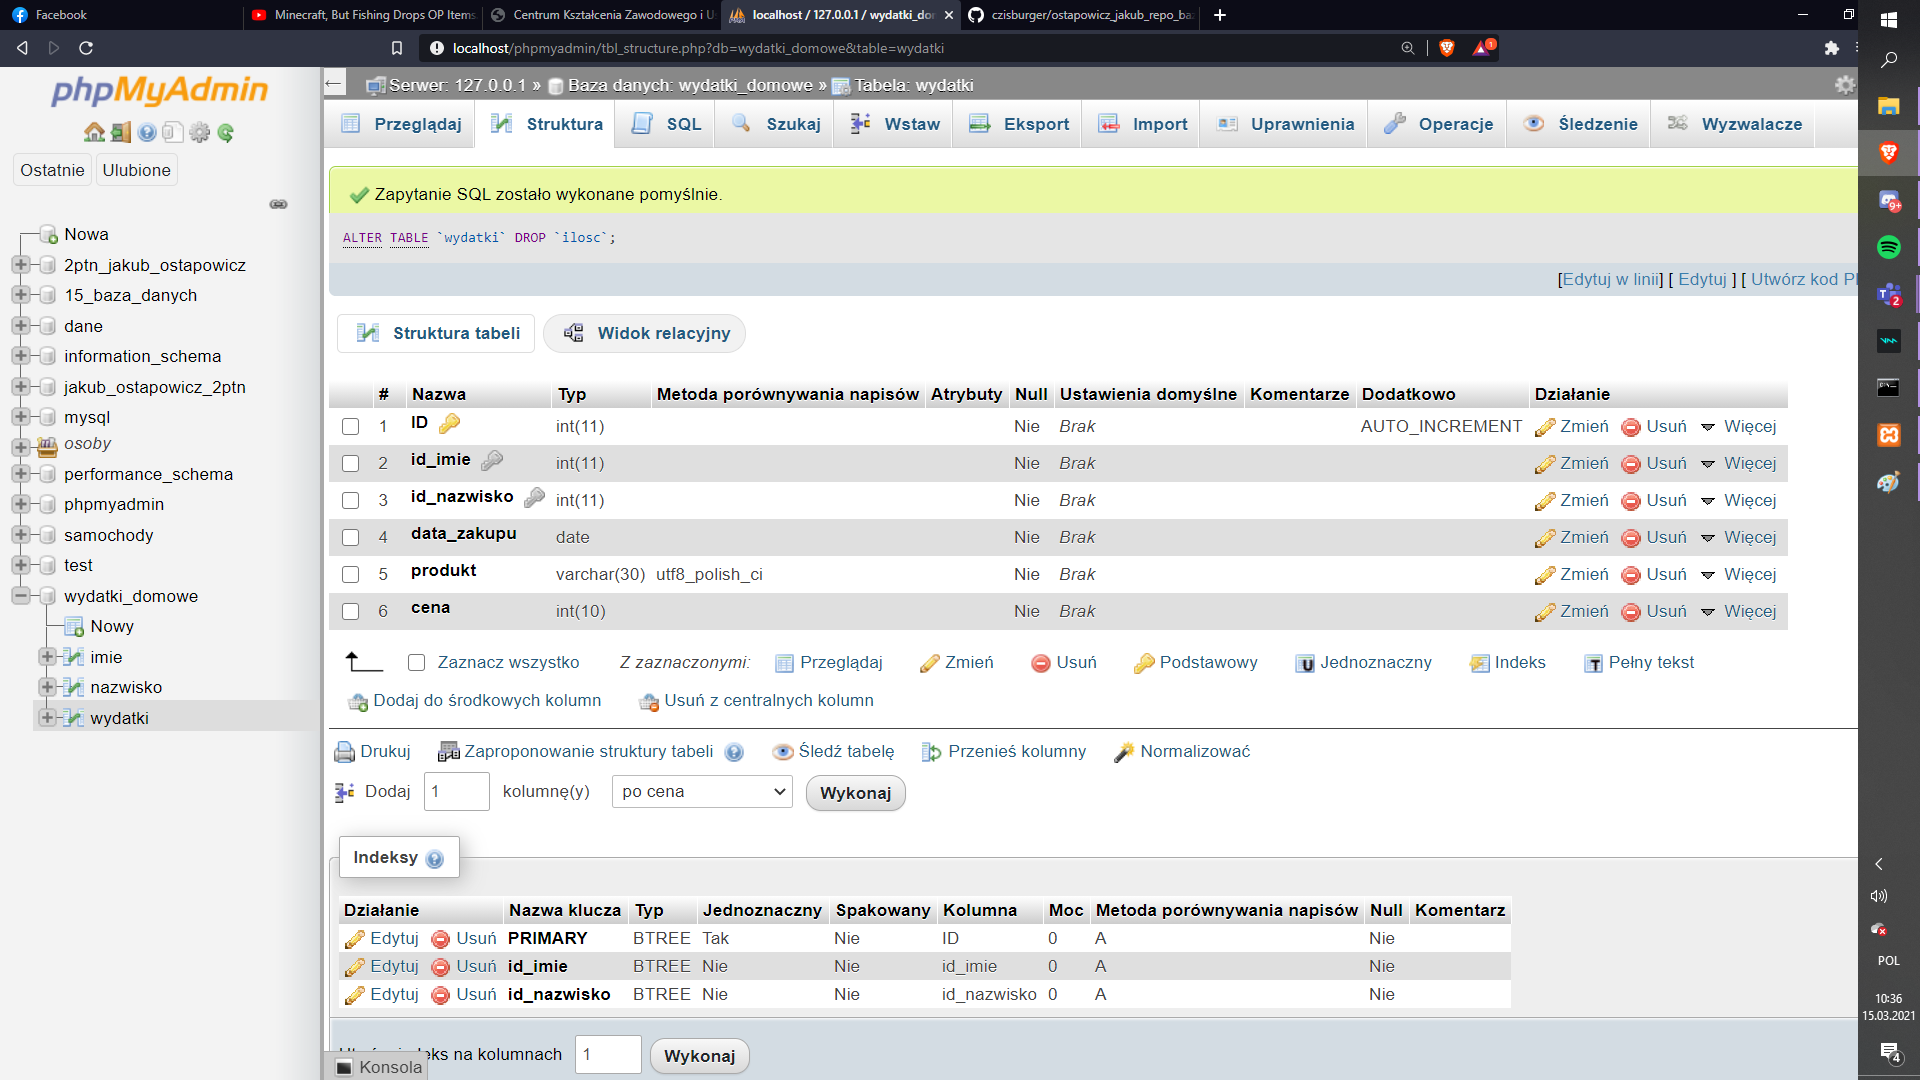 Facebook
Minecraft, But Fishing Drops OP Items
Centrum Kształcenia Zawodowego i U
localhost / 127.0.0.1 / wydatki_do
czisburger/ostapowicz_jakub_repo_ba
localhost/phpmyadmin/tbl_structure.php?db=wydatki_domowe&table=wydatki
1
phpMyAdmin
Ostatnie
Ulubione
Nowa
2ptn_jakub_ostapowicz
15_baza_danych
dane
information_schema
jakub_ostapowicz_2ptn
mysql
osoby
performance_schema
phpmyadmin
samochody
test
wydatki_domowe
Nowy
imie
nazwisko
wydatki
Serwer: 127.0.0.1 » Baza danych: wydatki_domowe » Tabela: wydatki
Przeglądaj Struktura SQL Szukaj Wstaw Eksport Import Uprawnienia Operacje Śledzenie Wyzwalacze
Zapytanie SQL zostało wykonane pomyślnie.
ALTER TABLE `wydatki` DROP `ilosc`;
[Edytuj w linii] [ Edytuj ] [ Utwórz kod P
Struktura tabeli
Widok relacyjny
# Nazwa Typ Metoda porównywania napisów Atrybuty Null Ustawienia domyślne Komentarze Dodatkowo Działanie
1 ID int(11) Nie Brak AUTO_INCREMENT Zmień Usuń Więcej
2 id_imie int(11) Nie Brak Zmień Usuń Więcej
3 id_nazwisko int(11) Nie Brak Zmień Usuń Więcej
4 data_zakupu date Nie Brak Zmień Usuń Więcej
5 produkt varchar(30) utf8_polish_ci Nie Brak Zmień Usuń Więcej
6 cena int(10) Nie Brak Zmień Usuń Więcej
Zaznacz wszystko Z zaznaczonymi: Przeglądaj Zmień Usuń Podstawowy Jednoznaczny Indeks Pełny tekst
Dodaj do środkowych kolumn Usuń z centralnych kolumn
Drukuj Zaproponowanie struktury tabeli Śledź tabelę Przenieś kolumny Normalizować
Dodaj 1 kolumnę(y) po cena Wykonaj
Indeksy
Działanie Nazwa klucza Typ Jednoznaczny Spakowany Kolumna Moc Metoda porównywania napisów Null Komentarz
Edytuj Usuń PRIMARY BTREE Tak Nie ID 0 A Nie
Edytuj Usuń id_imie BTREE Nie Nie id_imie 0 A Nie
Edytuj Usuń id_nazwisko BTREE Nie Nie id_nazwisko 0 A Nie
na kolumnach 1 Wykonaj
Konsola
9+
2
POL
10:36
15.03.2021
4